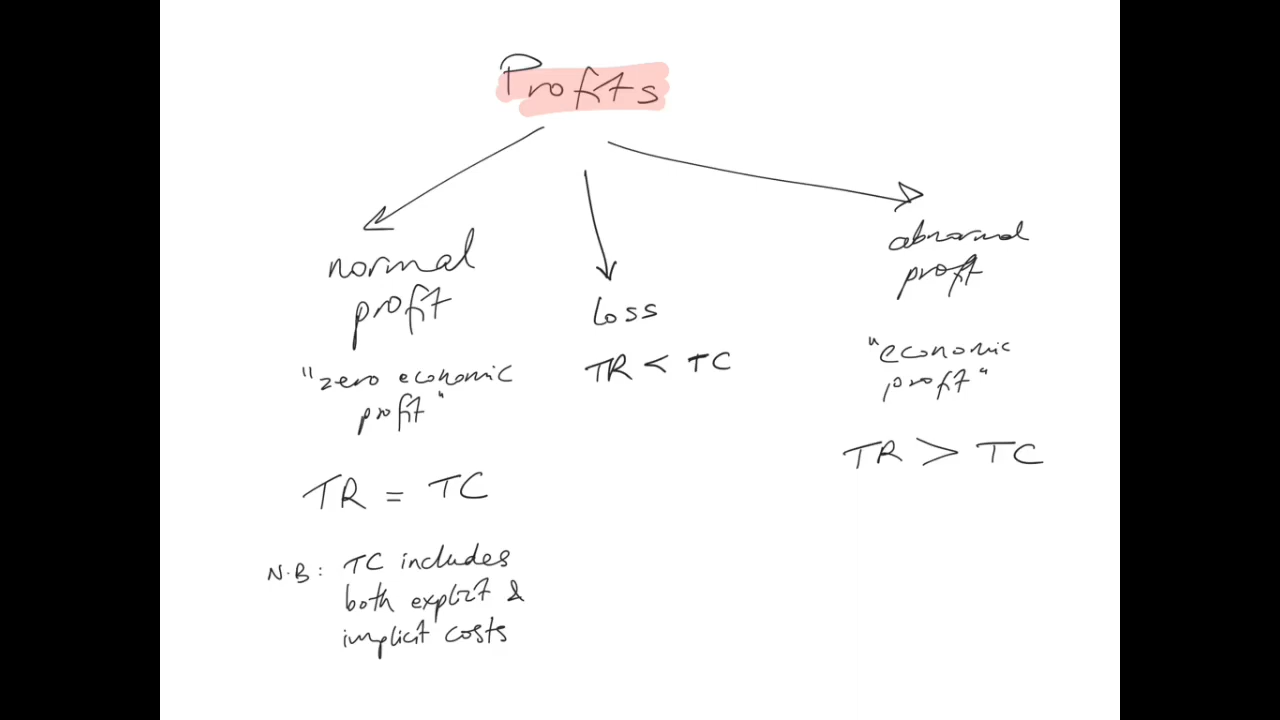 Profits
normal
profit
"zero economic
profit"
TR = TC
N.B: TC includes
both explicit &
implicit costs
loss
TR < TC
abnormal
profit
"economic
profit"
TR > TC